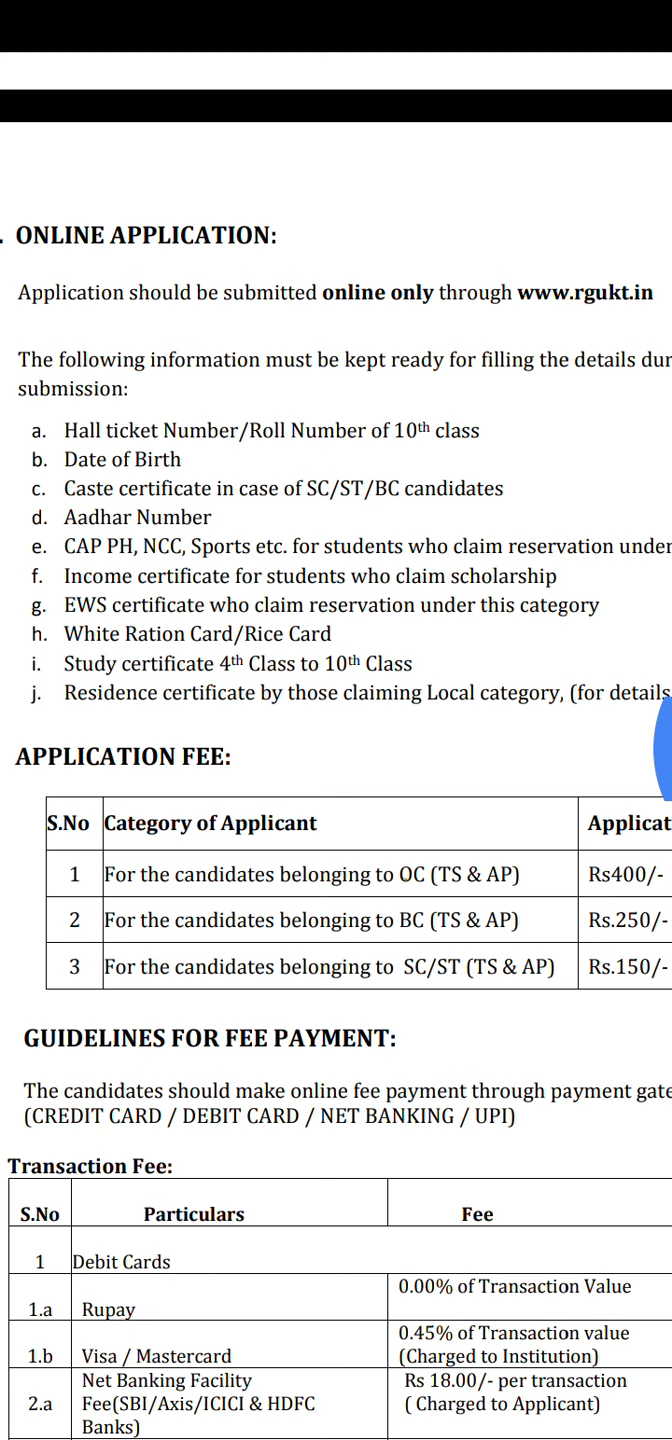 . ONLINE APPLICATION:
Application should be submitted online only through www.rgukt.in
The following information must be kept ready for filling the details dur
submission:
a. Hall ticket Number/Roll Number of 10th class
b. Date of Birth
c. Caste certificate in case of SC/ST/BC candidates
d. Aadhar Number
e. CAP PH, NCC, Sports etc. for students who claim reservation under
f. Income certificate for students who claim scholarship
g. EWS certificate who claim reservation under this category
h. White Ration Card/Rice Card
i. Study certificate 4th Class to 10th Class
j. Residence certificate by those claiming Local category, (for details
APPLICATION FEE:
S.No Category of Applicant Applicat
1 For the candidates belonging to OC (TS & AP) Rs400/-
2 For the candidates belonging to BC (TS & AP) Rs.250/-
3 For the candidates belonging to SC/ST (TS & AP) Rs.150/-
GUIDELINES FOR FEE PAYMENT:
The candidates should make online fee payment through payment gate
(CREDIT CARD / DEBIT CARD / NET BANKING / UPI)
Transaction Fee:
S.No Particulars Fee
1 Debit Cards
0.00% of Transaction Value
1.a Rupay
0.45% of Transaction value
1.b Visa / Mastercard (Charged to Institution)
Net Banking Facility Rs 18.00/- per transaction
2.a Fee(SBI/Axis/ICICI & HDFC ( Charged to Applicant)
Banks)